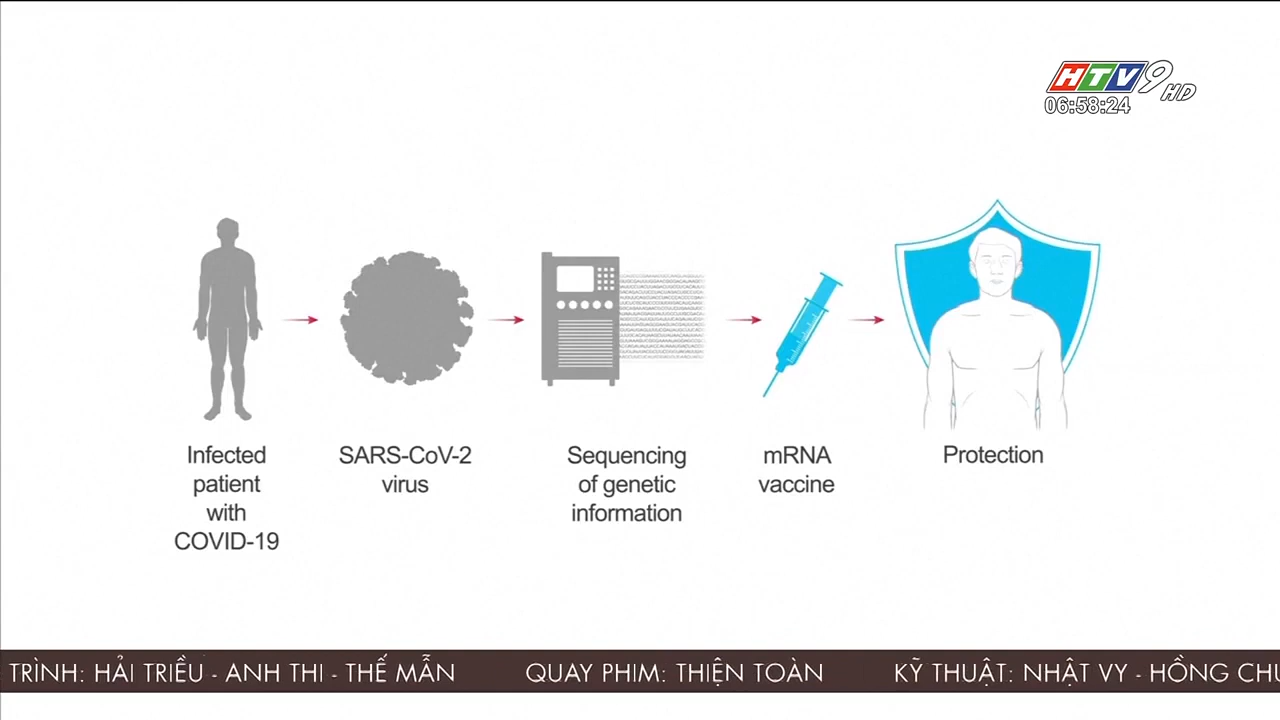 HTV9 HD
06:58:24
Infected
patient
with
COVID-19
SARS-CoV-2
virus
Sequencing
of genetic
information
mRNA
vaccine
Protection
TRÌNH: HẢI TRIỀU - ANH THI - THẾ MẪN QUAY PHIM: THIỆN TOÀN KỸ THUẬT: NHẬT VY - HỒNG